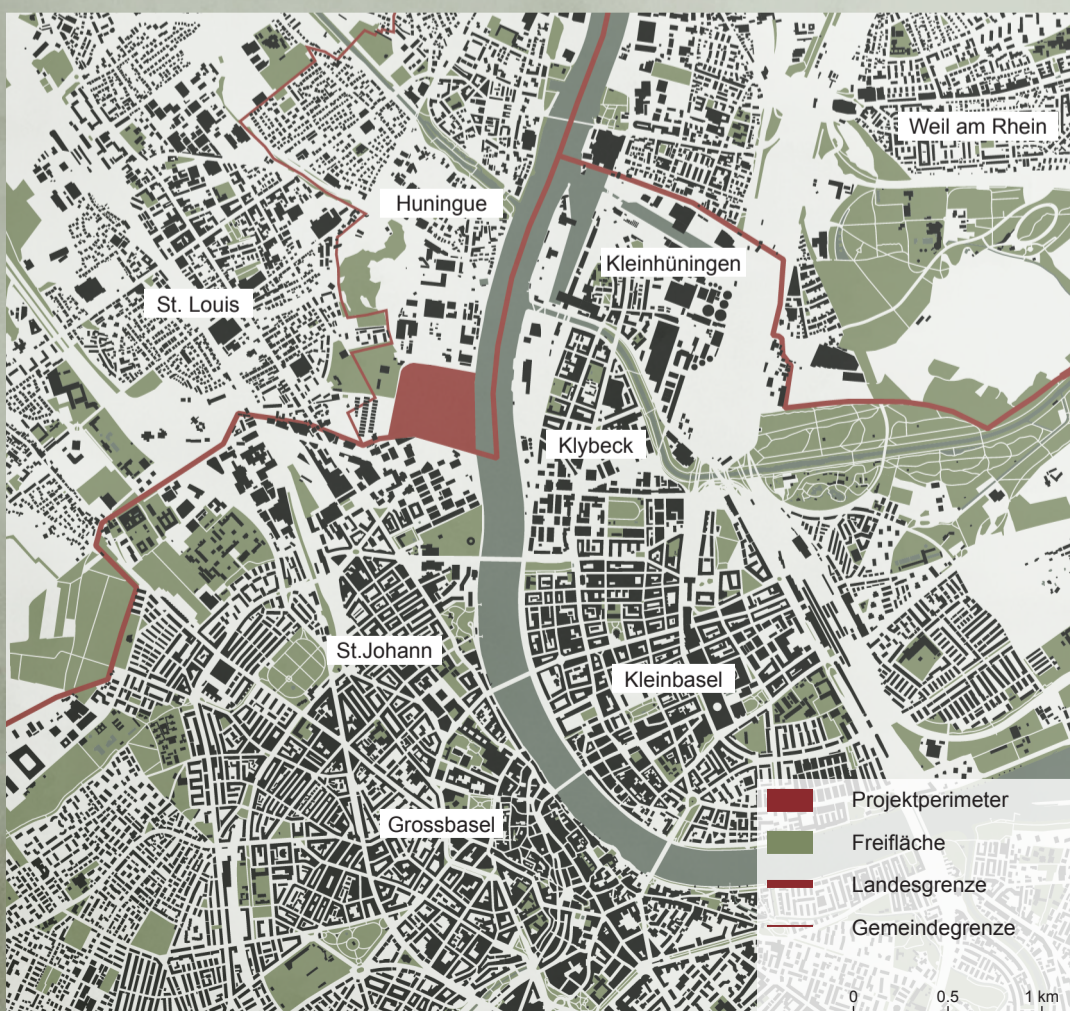 Weil am Rhein
Huningue
Kleinhüningen
St. Louis
Klybeck
St.Johann
Kleinbasel
Grossbasel
Projektperimeter
Freifläche
Landesgrenze
Gemeindegrenze
0 0.5 1 km